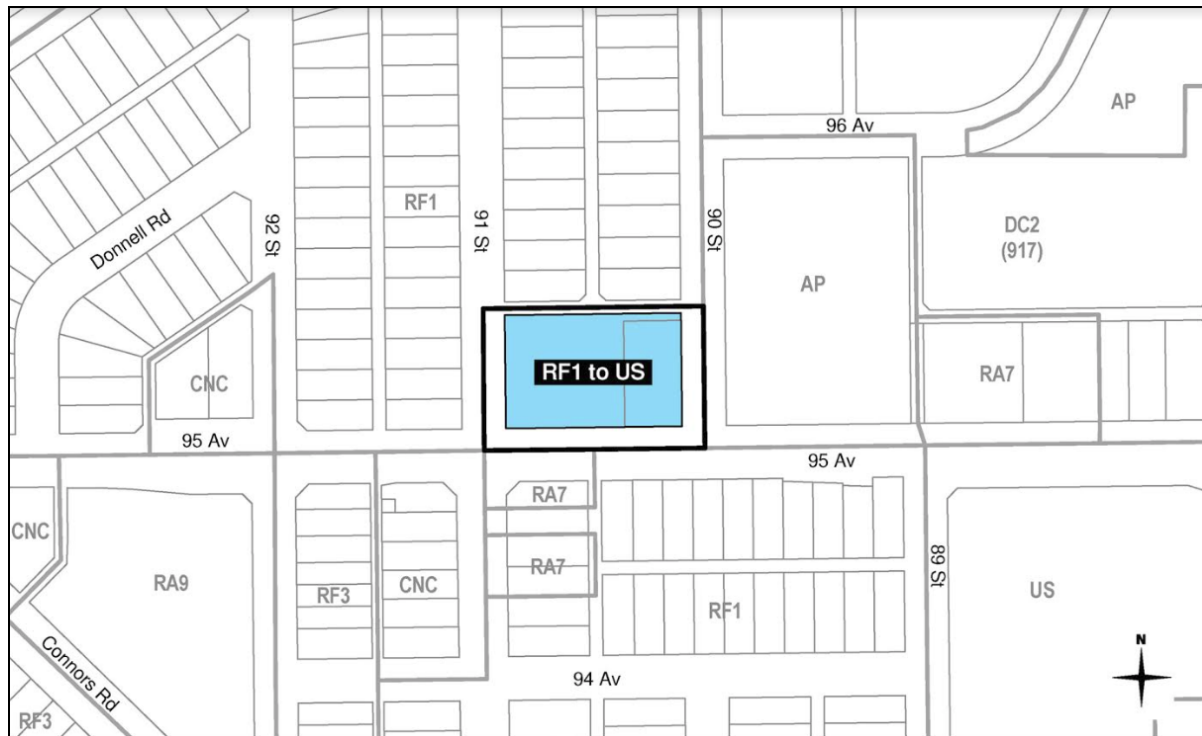 AP
96 Av
RF1
92 St
91 St
90 St
Donnell Rd
DC2
(917)
AP
RF1 to US
RA7
CNC
95 Av
95 Av
RA7
CNC
RA9
RF3
CNC
RA7
RF1
89 St
US
N
Connors Rd
94 Av
RF3